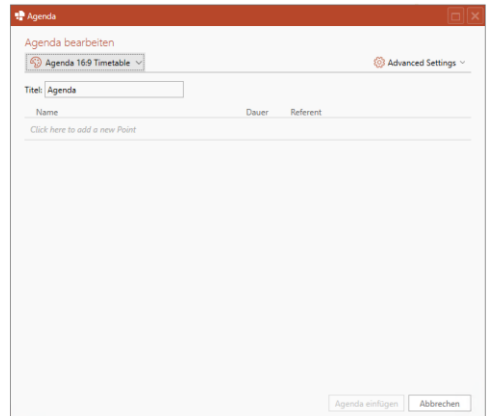 Agenda
Agenda bearbeiten
Agenda 16:9 Timetable
Advanced Settings
Titel: Agenda
Name Dauer Referent
Click here to add a new Point
Agenda einfügen Abbrechen